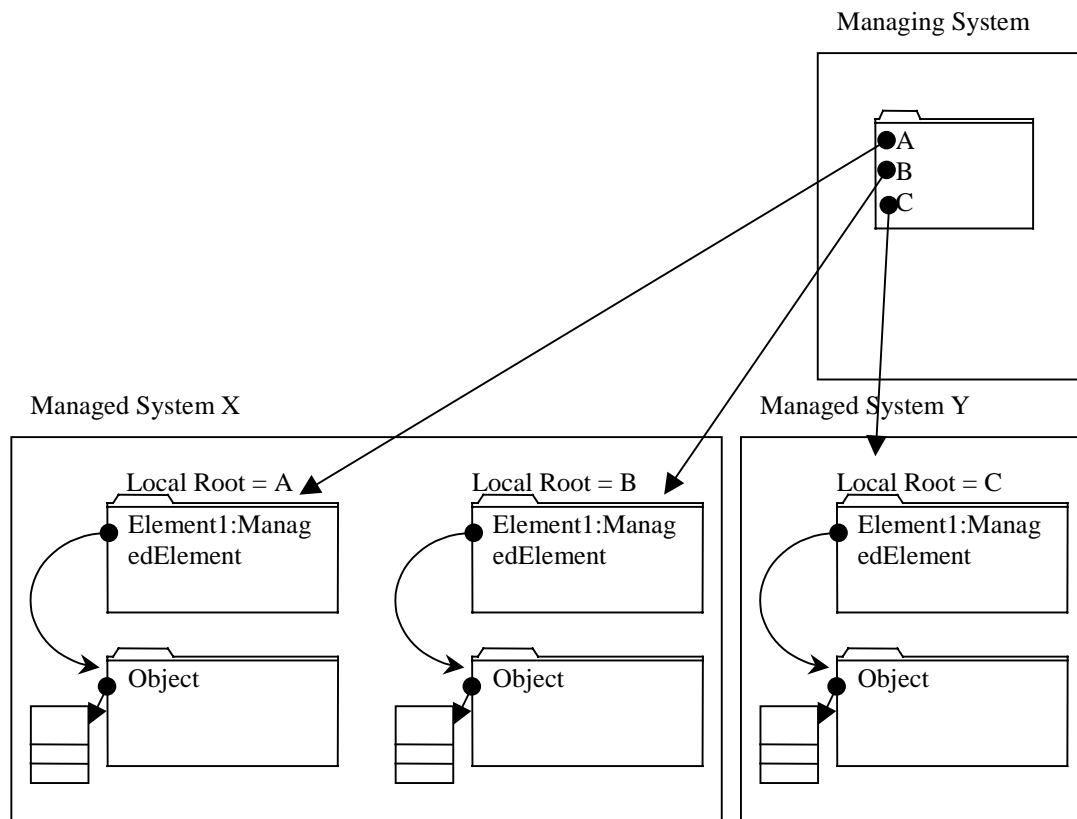 Managing System
A
B
C
Managed System X
Managed System Y
Local Root = A
Local Root = B
Local Root = C
Element1:Manag
edElement
Element1:Manag
edElement
Element1:Manag
edElement
Object
Object
Object